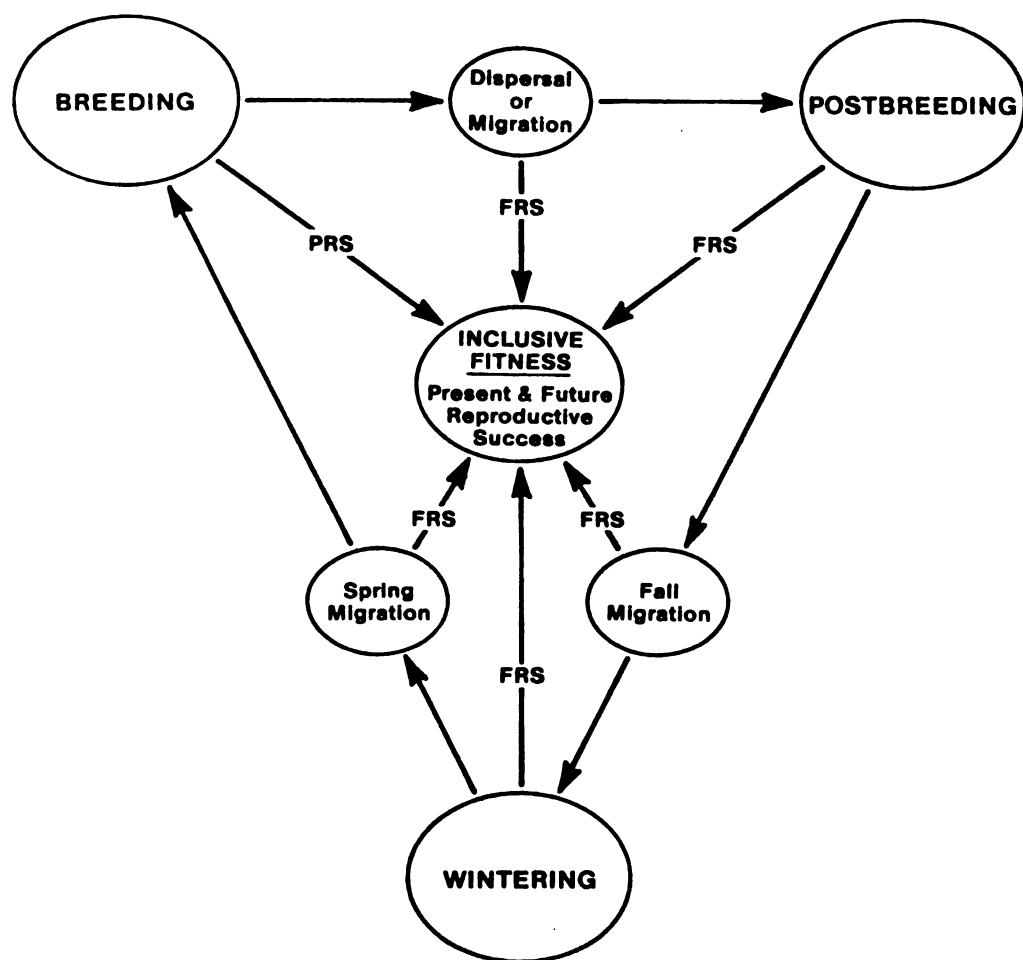 BREEDING
Dispersal
or
Migration
POSTBREEDING
PRS
FRS
FRS
INCLUSIVE
FITNESS
Present & Future
Reproductive
Success
FRS
FRS
Spring
Migration
Fall
Migration
FRS
WINTERING